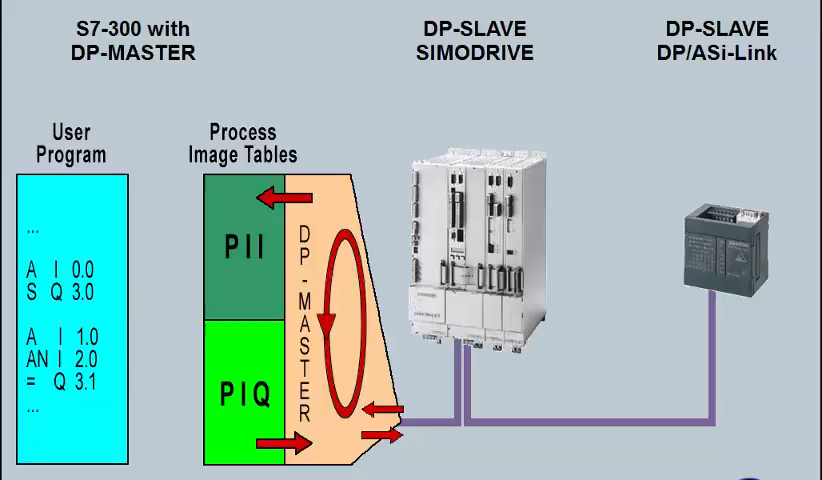 S7-300 with
DP-MASTER
DP-SLAVE
SIMODRIVE
DP-SLAVE
DP/ASi-Link
User
Program
Process
Image Tables
...
A I 0.0
S Q 3.0
A I 1.0
AN I 2.0
= Q 3.1
...
PII
PIQ
DP-MASTER